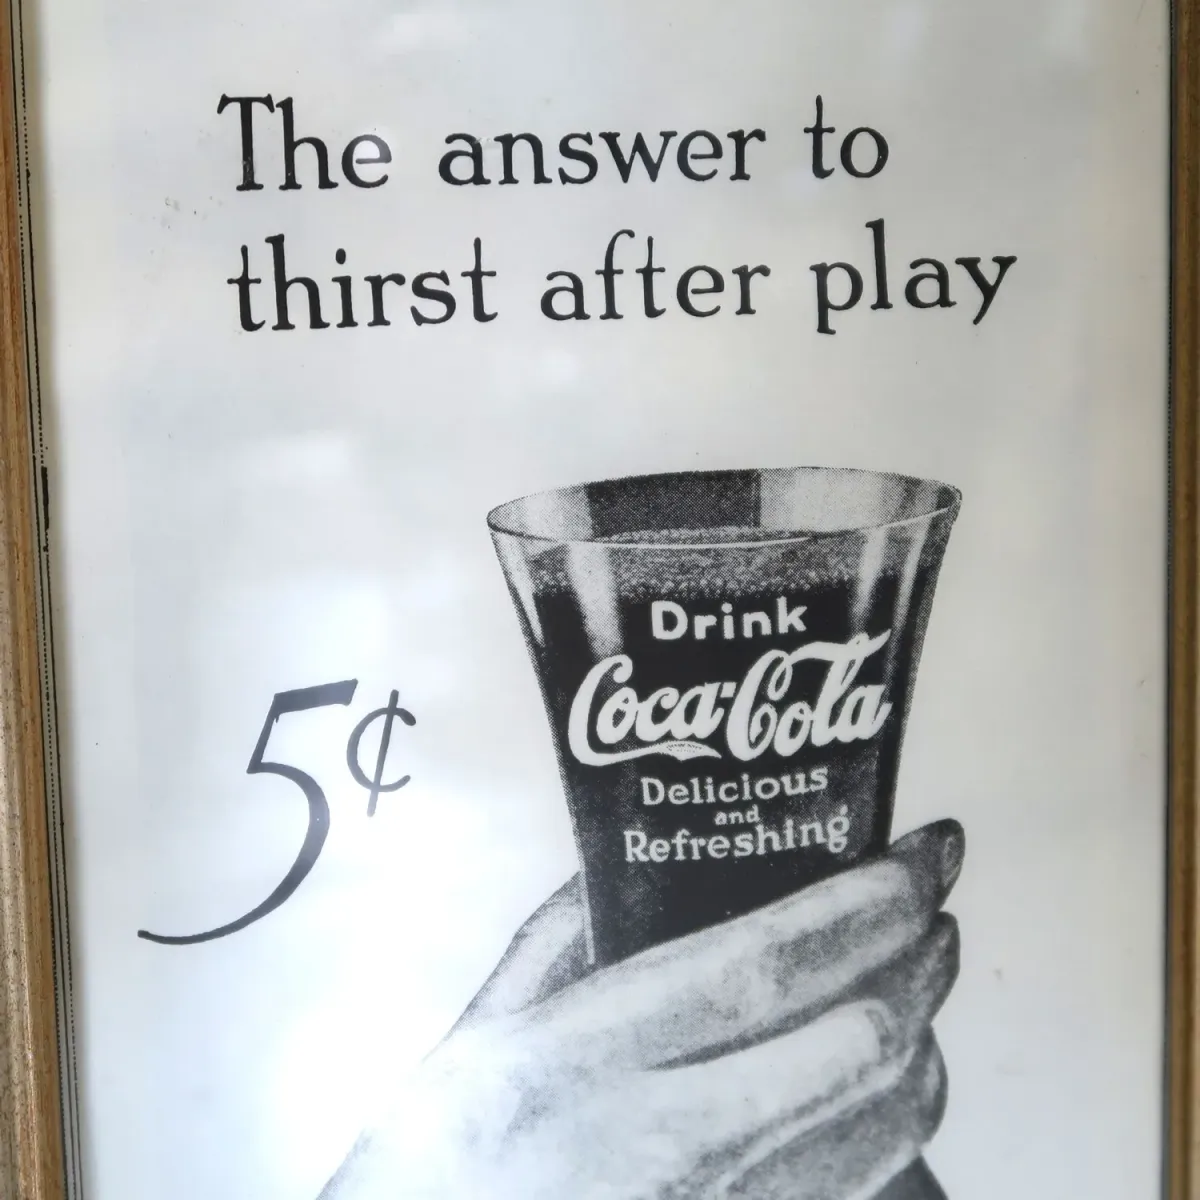 The answer to
thirst after play
5¢
Drink
Coca-Cola
Delicious
and
Refreshing